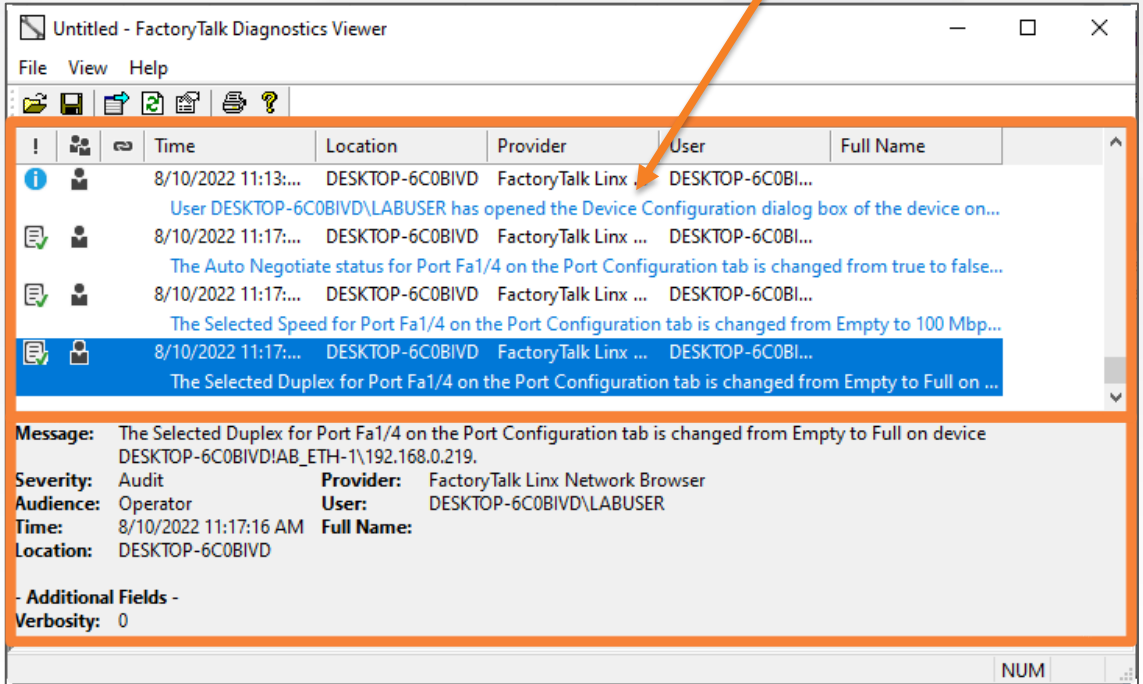 Untitled - FactoryTalk Diagnostics Viewer
File View Help
! Time Location Provider User Full Name
8/10/2022 11:13:... DESKTOP-6C0BIVD FactoryTalk Linx ... DESKTOP-6C0BI...
User DESKTOP-6C0BIVD\LABUSER has opened the Device Configuration dialog box of the device on...
8/10/2022 11:17:... DESKTOP-6C0BIVD FactoryTalk Linx ... DESKTOP-6C0BI...
The Auto Negotiate status for Port Fa1/4 on the Port Configuration tab is changed from true to false...
8/10/2022 11:17:... DESKTOP-6C0BIVD FactoryTalk Linx ... DESKTOP-6C0BI...
The Selected Speed for Port Fa1/4 on the Port Configuration tab is changed from Empty to 100 Mbp...
8/10/2022 11:17:... DESKTOP-6C0BIVD FactoryTalk Linx ... DESKTOP-6C0BI...
The Selected Duplex for Port Fa1/4 on the Port Configuration tab is changed from Empty to Full on ...
Message: The Selected Duplex for Port Fa1/4 on the Port Configuration tab is changed from Empty to Full on device
DESKTOP-6C0BIVD!AB_ETH-1\192.168.0.219.
Severity: Audit Provider: FactoryTalk Linx Network Browser
Audience: Operator User: DESKTOP-6C0BIVD\LABUSER
Time: 8/10/2022 11:17:16 AM Full Name:
Location: DESKTOP-6C0BIVD
- Additional Fields -
Verbosity: 0
NUM